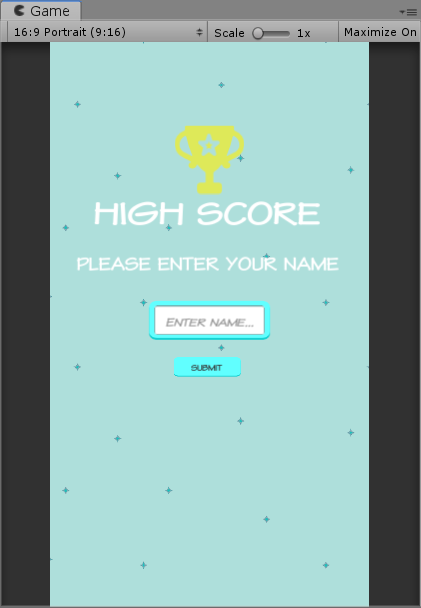 Game
16:9 Portrait (9:16) Scale 1x Maximize On
HIGH SCORE
PLEASE ENTER YOUR NAME
ENTER NAME...
SUBMIT